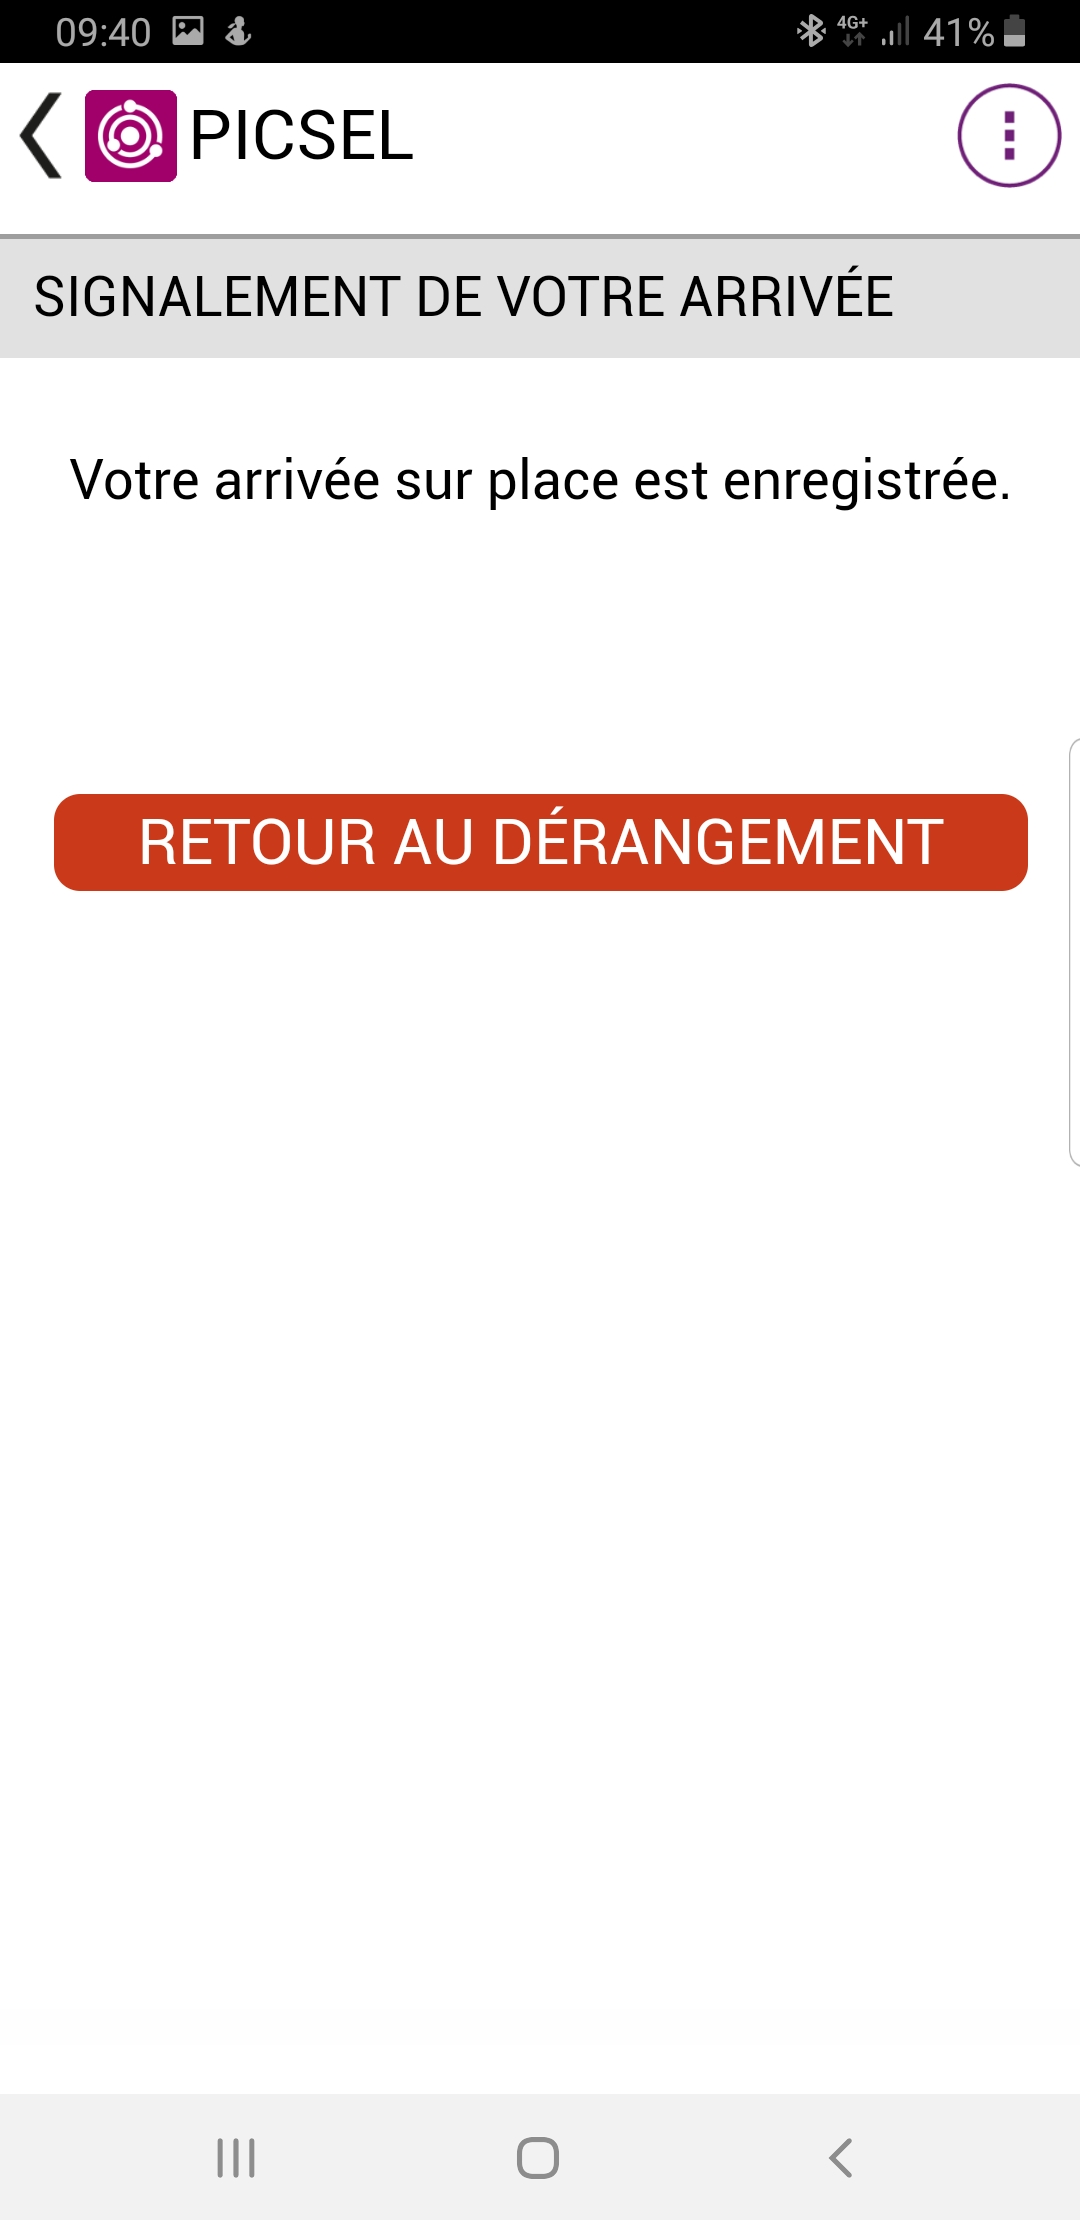 09:40
4G+
41%
PICSEL
SIGNALEMENT DE VOTRE ARRIVÉE
Votre arrivée sur place est enregistrée.
RETOUR AU DÉRANGEMENT